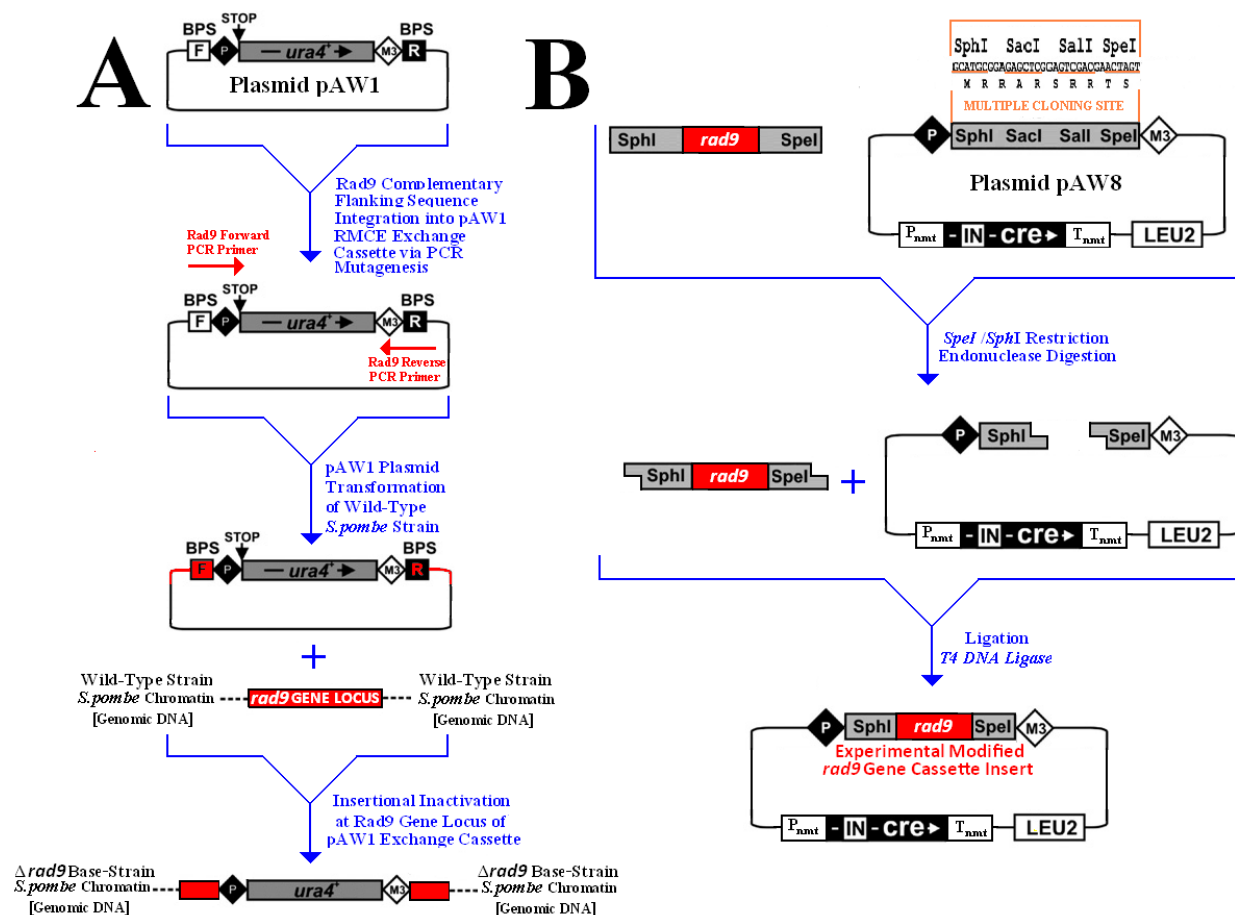 A
BPS
STOP
BPS
F
P
ura4+
M3
R
Plasmid pAW1
Rad9 Complementary
Flanking Sequence
Integration into pAW1
RMCE Exchange
Cassette via PCR
Mutagenesis
Rad9 Forward
PCR Primer
BPS
STOP
BPS
F
P
ura4+
M3
R
Rad9 Reverse
PCR Primer
pAW1 Plasmid
Transformation
of Wild-Type
S.pombe Strain
BPS
STOP
BPS
F
P
ura4+
M3
R
+
Wild-Type Strain
S.pombe Chromatin
[Genomic DNA]
rad9 GENE LOCUS
Wild-Type Strain
S.pombe Chromatin
[Genomic DNA]
Insertional Inactivation
at Rad9 Gene Locus of
pAW1 Exchange Cassette
Δrad9 Base-Strain
S.pombe Chromatin
[Genomic DNA]
P
ura4+
M3
Δrad9 Base-Strain
S.pombe Chromatin
[Genomic DNA]
B
SphI SacI SalI SpeI
GCATGCGGAGAGCTCGGAGTCGACGAACTAGT
M R R A R S R R T S
MULTIPLE CLONING SITE
SphI rad9 SpeI
P
SphI SacI SalI SpeI
M3
Plasmid pAW8
Pnmt - IN - cre Tnmt
LEU2
SpeI /SphI Restriction
Endonuclease Digestion
SphI rad9 SpeI
+
P SphI
SpeI M3
Pnmt - IN - cre Tnmt
LEU2
Ligation
T4 DNA Ligase
P SphI rad9 SpeI M3
Experimental Modified
rad9 Gene Cassette Insert
Pnmt - IN - cre Tnmt
LEU2